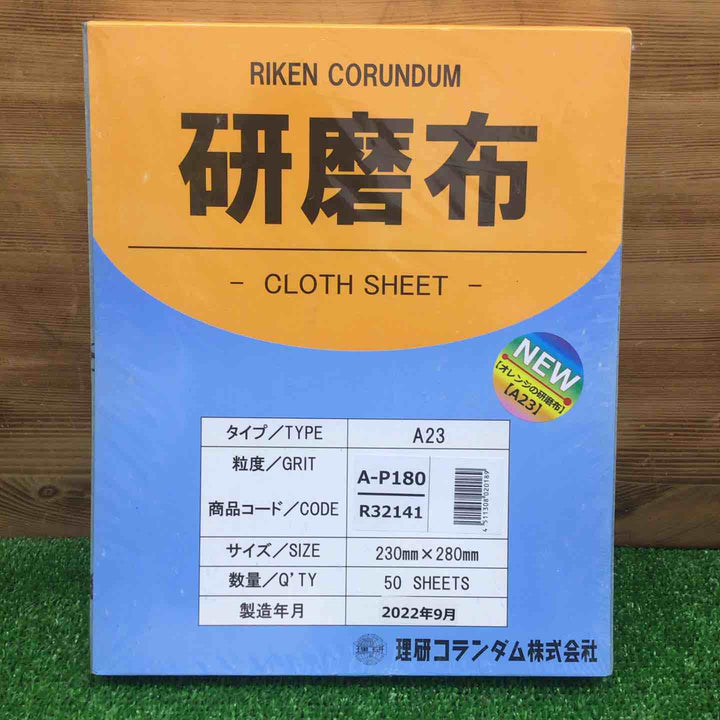 RIKEN CORUNDUM
研磨布
- CLOTH SHEET -
NEW
[オレンジの研磨布]
[A23]
タイプ／TYPE A23
粒度／GRIT A-P180
商品コード／CODE R32141
4 511308 020189
サイズ／SIZE 230mm×280mm
数量／Q'TY 50 SHEETS
製造年月 2022年9月
理研コランダム株式会社